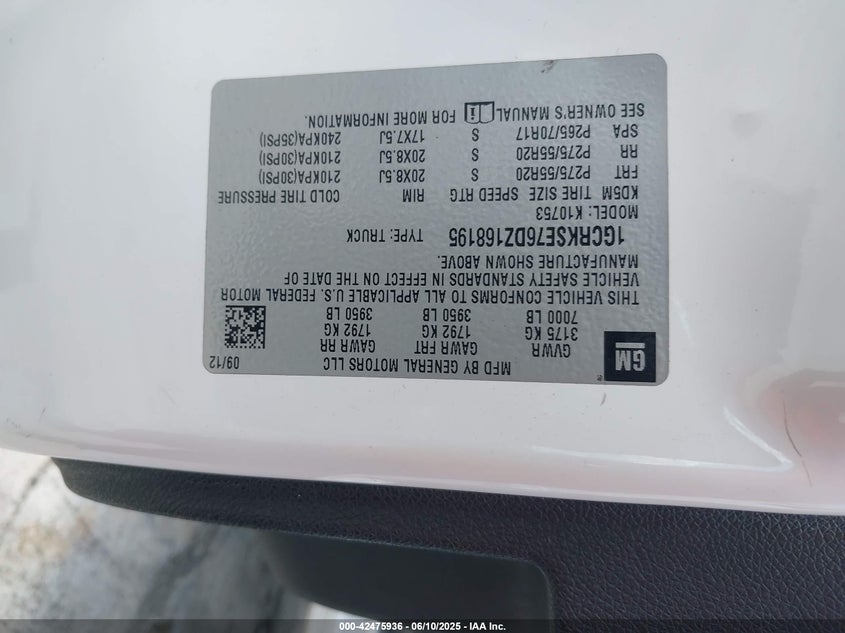 MFD BY GENERAL MOTORS LLC 09/12
GM
GVWR GAWR FRT GAWR RR
3175 KG 1792 KG 1792 KG
7000 LB 3950 LB 3950 LB
THIS VEHICLE CONFORMS TO ALL APPLICABLE U.S. FEDERAL MOTOR
VEHICLE SAFETY STANDARDS IN EFFECT ON THE DATE OF
MANUFACTURE SHOWN ABOVE.
1GCRKSE76DZ168195 TYPE: TRUCK
MODEL: K10753
KD5M TIRE SIZE SPEED RTG RIM COLD TIRE PRESSURE
FRT P275/55R20 S 20X8.5J 210KPA(30PSI)
RR P275/55R20 S 20X8.5J 210KPA(30PSI)
SPA P265/70R17 S 17X7.5J 240KPA(35PSI)
SEE OWNER'S MANUAL FOR MORE INFORMATION.
000-42475936 - 06/10/2025 - IAA Inc.